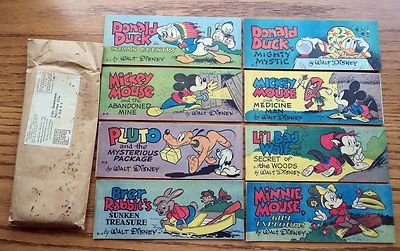 Donald
Duck
INDIAN COUNTRY
by WALT DISNEY
Donald
Duck,
MIGHTY
MYSTIC
by WALT DISNEY
Mickey
Mouse
and the
ABANDONED
MINE
by WALT DISNEY
Mickey Mouse
and the
MEDICINE
MAN
by WALT DISNEY
PLUTO
and the
MYSTERIOUS
PACKAGE
by WALT DISNEY
Li'l Bad
Wolf
SECRET OF
THE WOODS
by WALT DISNEY
Brer
Rabbit's
SUNKEN
TREASURE
by WALT DISNEY
Minnie
Mouse,
GIRL
EXPLORER
by WALT DISNEY